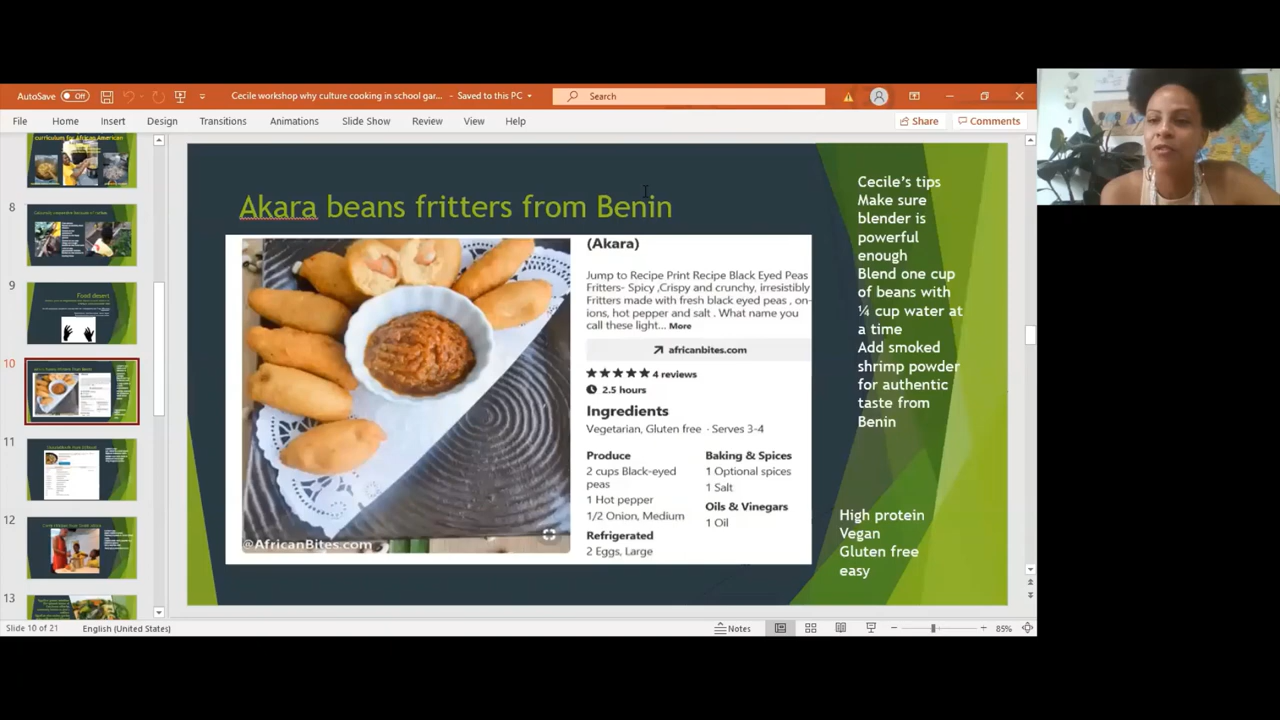 AutoSave Off
Cecile workshop why culture cooking in school gar... - Saved to this PC
Search
File Home Insert Design Transitions Animations Slide Show Review View Help
Share Comments
curriculum for African American
8
9
Food desert
10
11
12
13
Akara beans fritters from Benin
@AfricanBites.com
(Akara)
Jump to Recipe Print Recipe Black Eyed Peas
Fritters- Spicy ,Crispy and crunchy, irresistibly
Fritters made with fresh black eyed peas , on-
ions, hot pepper and salt . What name you
call these light... More
africanbites.com
4 reviews
2.5 hours
Ingredients
Vegetarian, Gluten free · Serves 3-4
Produce
2 cups Black-eyed
peas
1 Hot pepper
1/2 Onion, Medium
Refrigerated
2 Eggs, Large
Baking & Spices
1 Optional spices
1 Salt
Oils & Vinegars
1 Oil
Cecile's tips
Make sure
blender is
powerful
enough
Blend one cup
of beans with
¼ cup water at
a time
Add smoked
shrimp powder
for authentic
taste from
Benin
High protein
Vegan
Gluten free
easy
Slide 10 of 21
English (United States)
Notes
85%